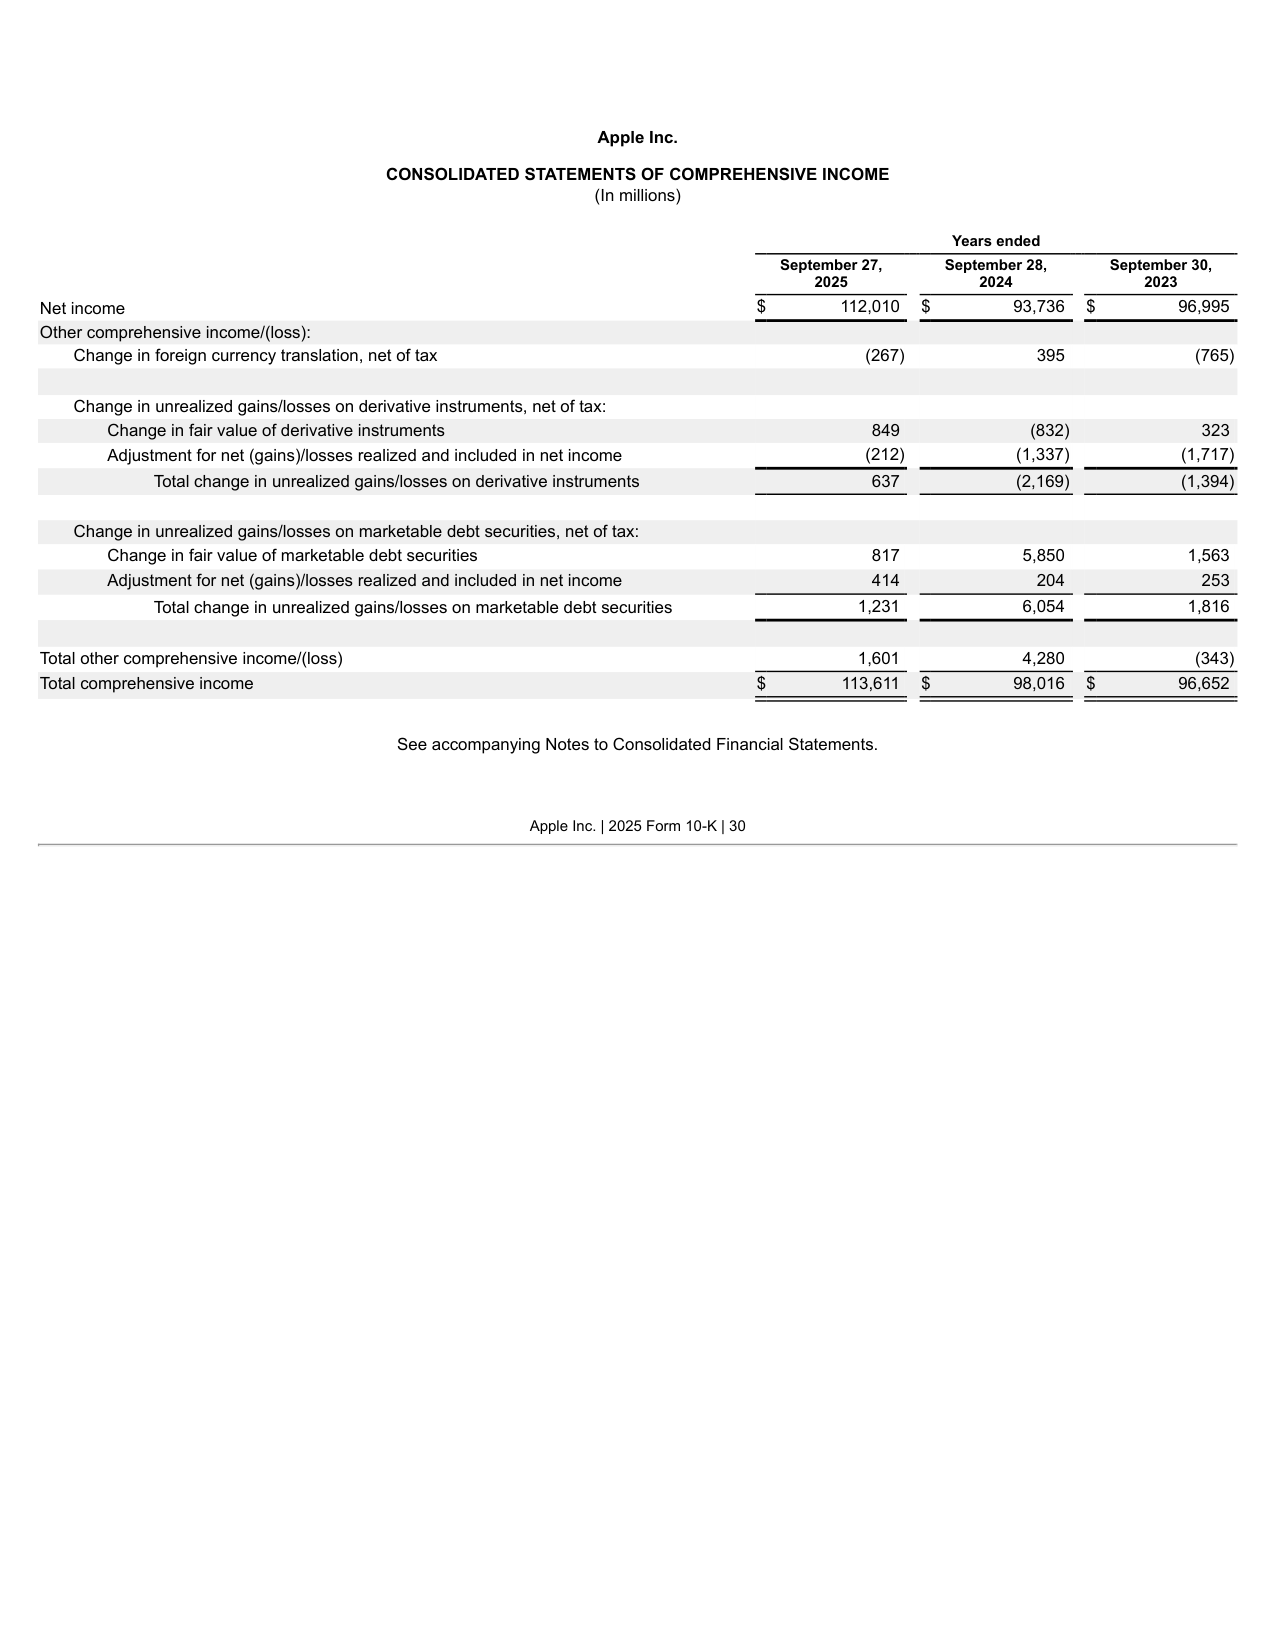 Apple Inc.
CONSOLIDATED STATEMENTS OF COMPREHENSIVE INCOME
(In millions)
Years ended
September 27, 2025 September 28, 2024 September 30, 2023
Net income $ 112,010 $ 93,736 $ 96,995
Other comprehensive income/(loss):
Change in foreign currency translation, net of tax (267) 395 (765)
Change in unrealized gains/losses on derivative instruments, net of tax:
Change in fair value of derivative instruments 849 (832) 323
Adjustment for net (gains)/losses realized and included in net income (212) (1,337) (1,717)
Total change in unrealized gains/losses on derivative instruments 637 (2,169) (1,394)
Change in unrealized gains/losses on marketable debt securities, net of tax:
Change in fair value of marketable debt securities 817 5,850 1,563
Adjustment for net (gains)/losses realized and included in net income 414 204 253
Total change in unrealized gains/losses on marketable debt securities 1,231 6,054 1,816
Total other comprehensive income/(loss) 1,601 4,280 (343)
Total comprehensive income $ 113,611 $ 98,016 $ 96,652
See accompanying Notes to Consolidated Financial Statements.
Apple Inc. | 2025 Form 10-K | 30